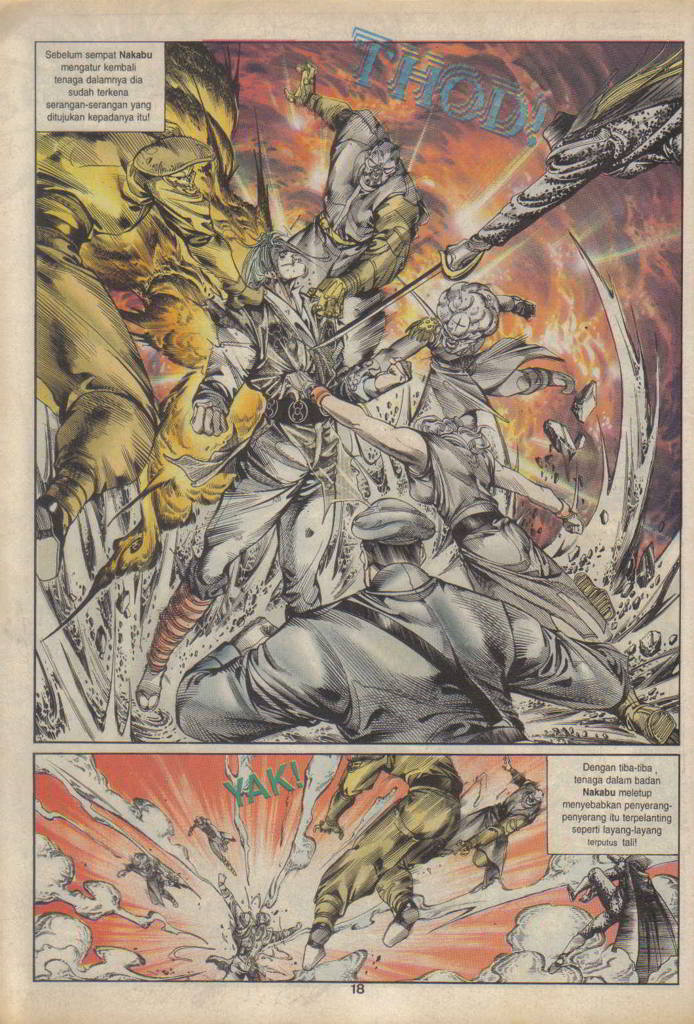 Sebelum sempat Nakabu
mengatur kembali
tenaga dalamnya dia
sudah terkena
serangan-serangan yang
ditujukan kepadanya itu!
THOD!
YAK!
Dengan tiba-tiba,
tenaga dalam badan
Nakabu meletup
menyebabkan penyerang-
penyerang itu terpelanting
seperti layang-layang
terputus tali!
18